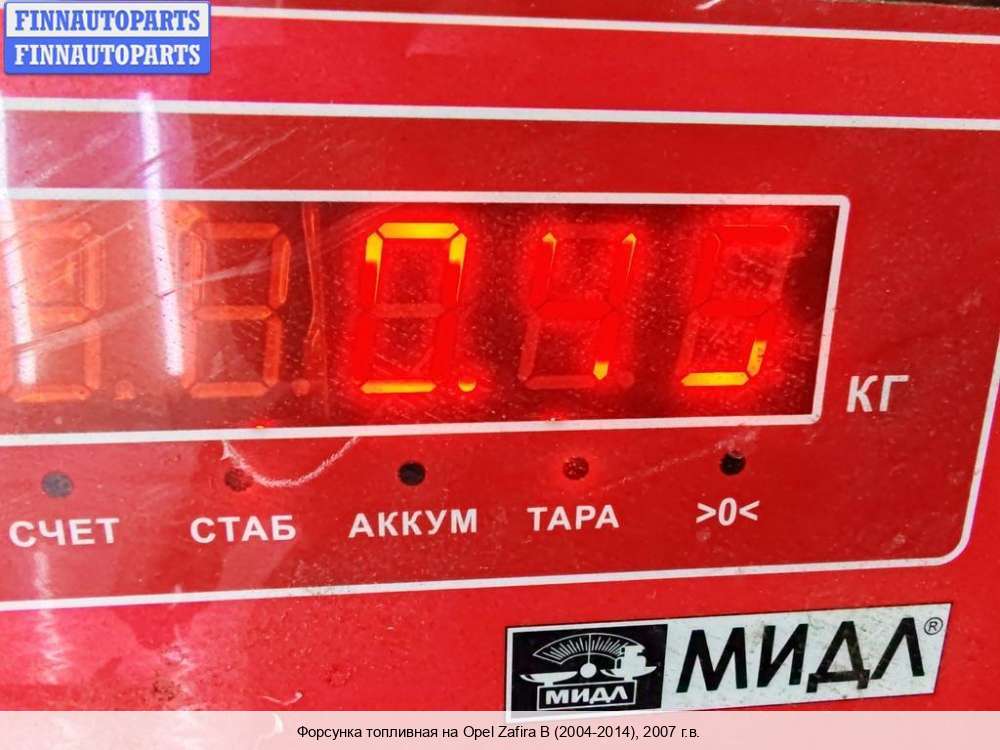 FINNAUTOPARTS
FINNAUTOPARTS
0.45
КГ
СЧЕТ СТАБ АККУМ ТАРА >0<
МИДЛ МИДЛ®
Форсунка топливная на Opel Zafira B (2004-2014), 2007 г.в.